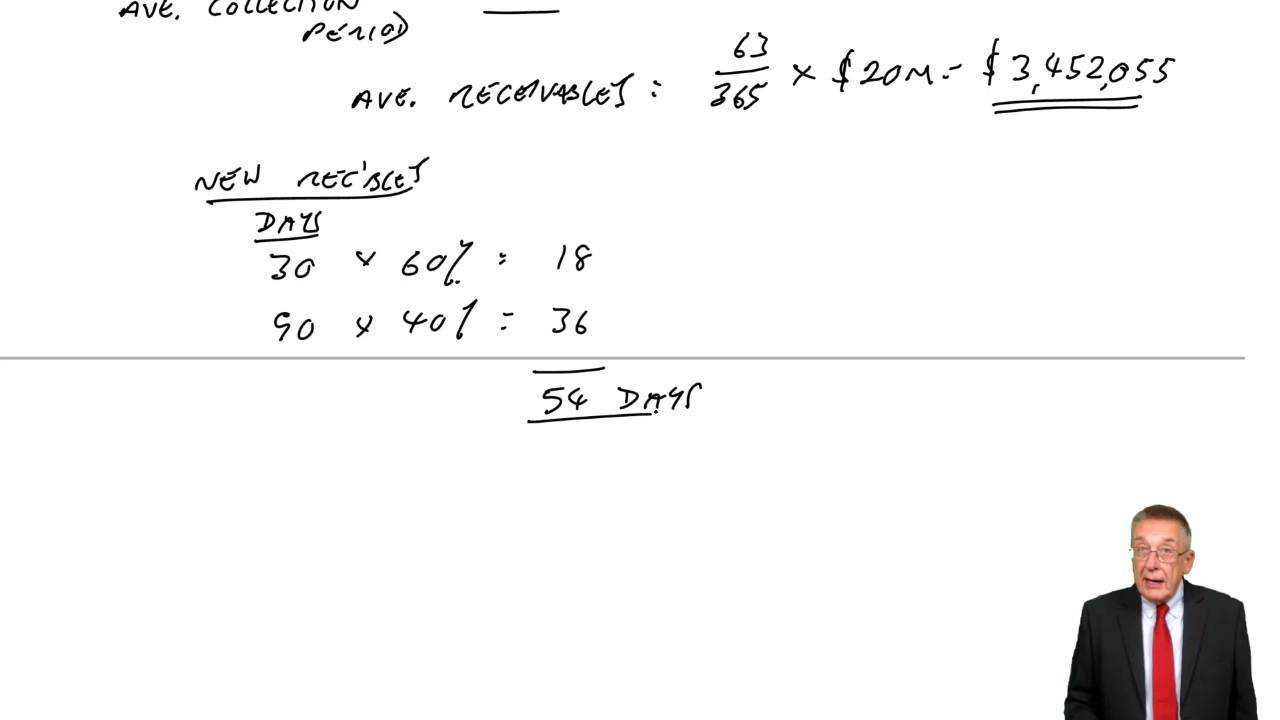 AVE. COLLECTION
PERIOD
AVE. RECEIVABLES : 63/365 × $20M = $3,452,055
NEW REC'BLES
DAYS
30 × 60% = 18
90 × 40% = 36
54 DAYS